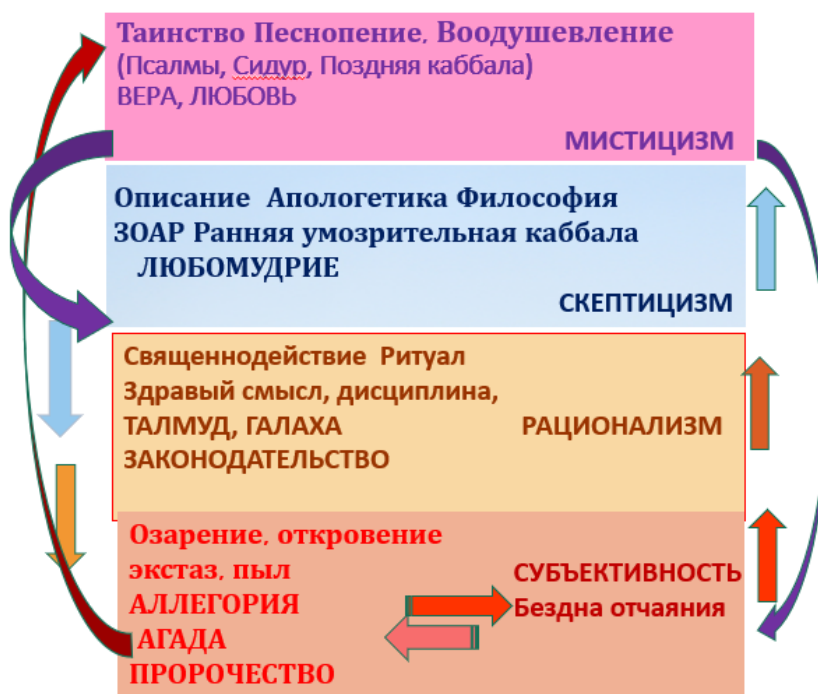 Таинство Песнопение, Воодушевление
(Псалмы, Сидур, Поздняя каббала)
ВЕРА, ЛЮБОВЬ
МИСТИЦИЗМ
Описание Апологетика Философия
ЗОАР Ранняя умозрительная каббала
ЛЮБОМУДРИЕ
СКЕПТИЦИЗМ
Священнодействие Ритуал
Здравый смысл, дисциплина,
ТАЛМУД, ГАЛАХА РАЦИОНАЛИЗМ
ЗАКОНОДАТЕЛЬСТВО
Озарение, откровение
экстаз, пыл
АЛЛЕГОРИЯ
АГАДА
ПРОРОЧЕСТВО
СУБЪЕКТИВНОСТЬ
Бездна отчаяния